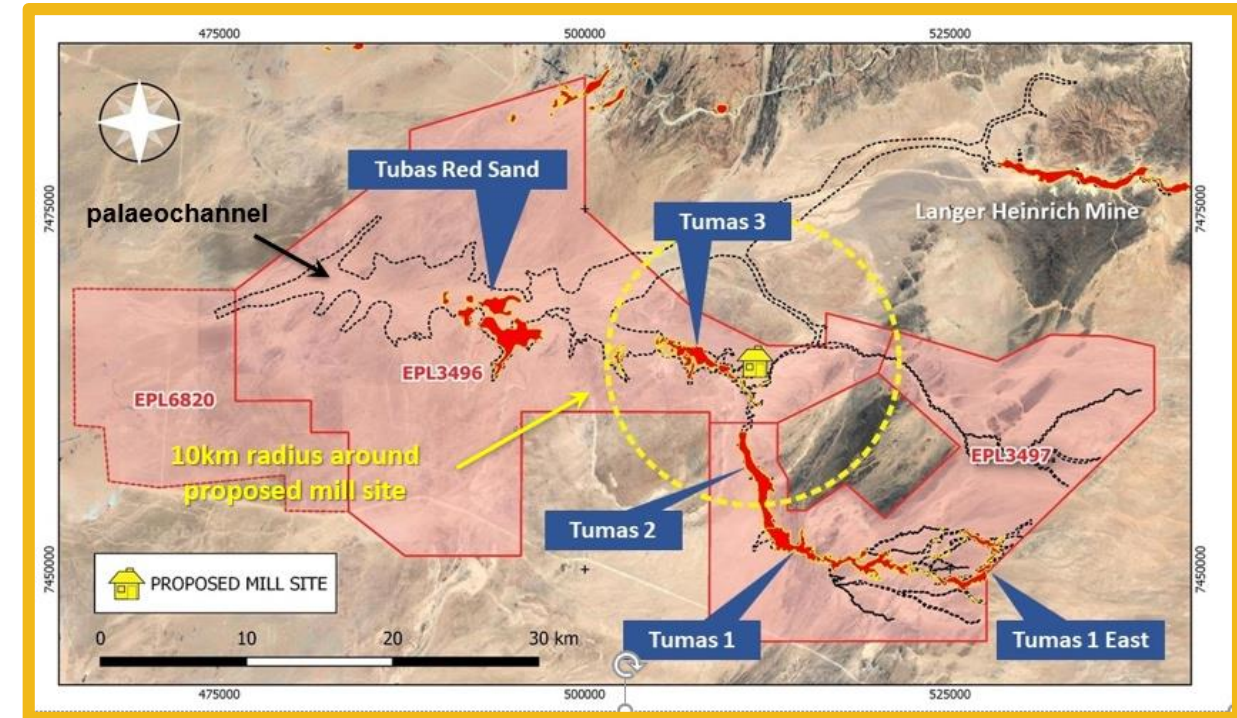 475000
500000
525000
Tubas Red Sand
palaeochannel
Tumas 3
7475000
7475000
Langer Heinrich Mine
EPL3496
EPL6820
10km radius around
proposed mill site
EPL3497
Tumas 2
PROPOSED MILL SITE
7450000
7450000
0 10 20 30 km
Tumas 1
Tumas 1 East
475000
500000
525000